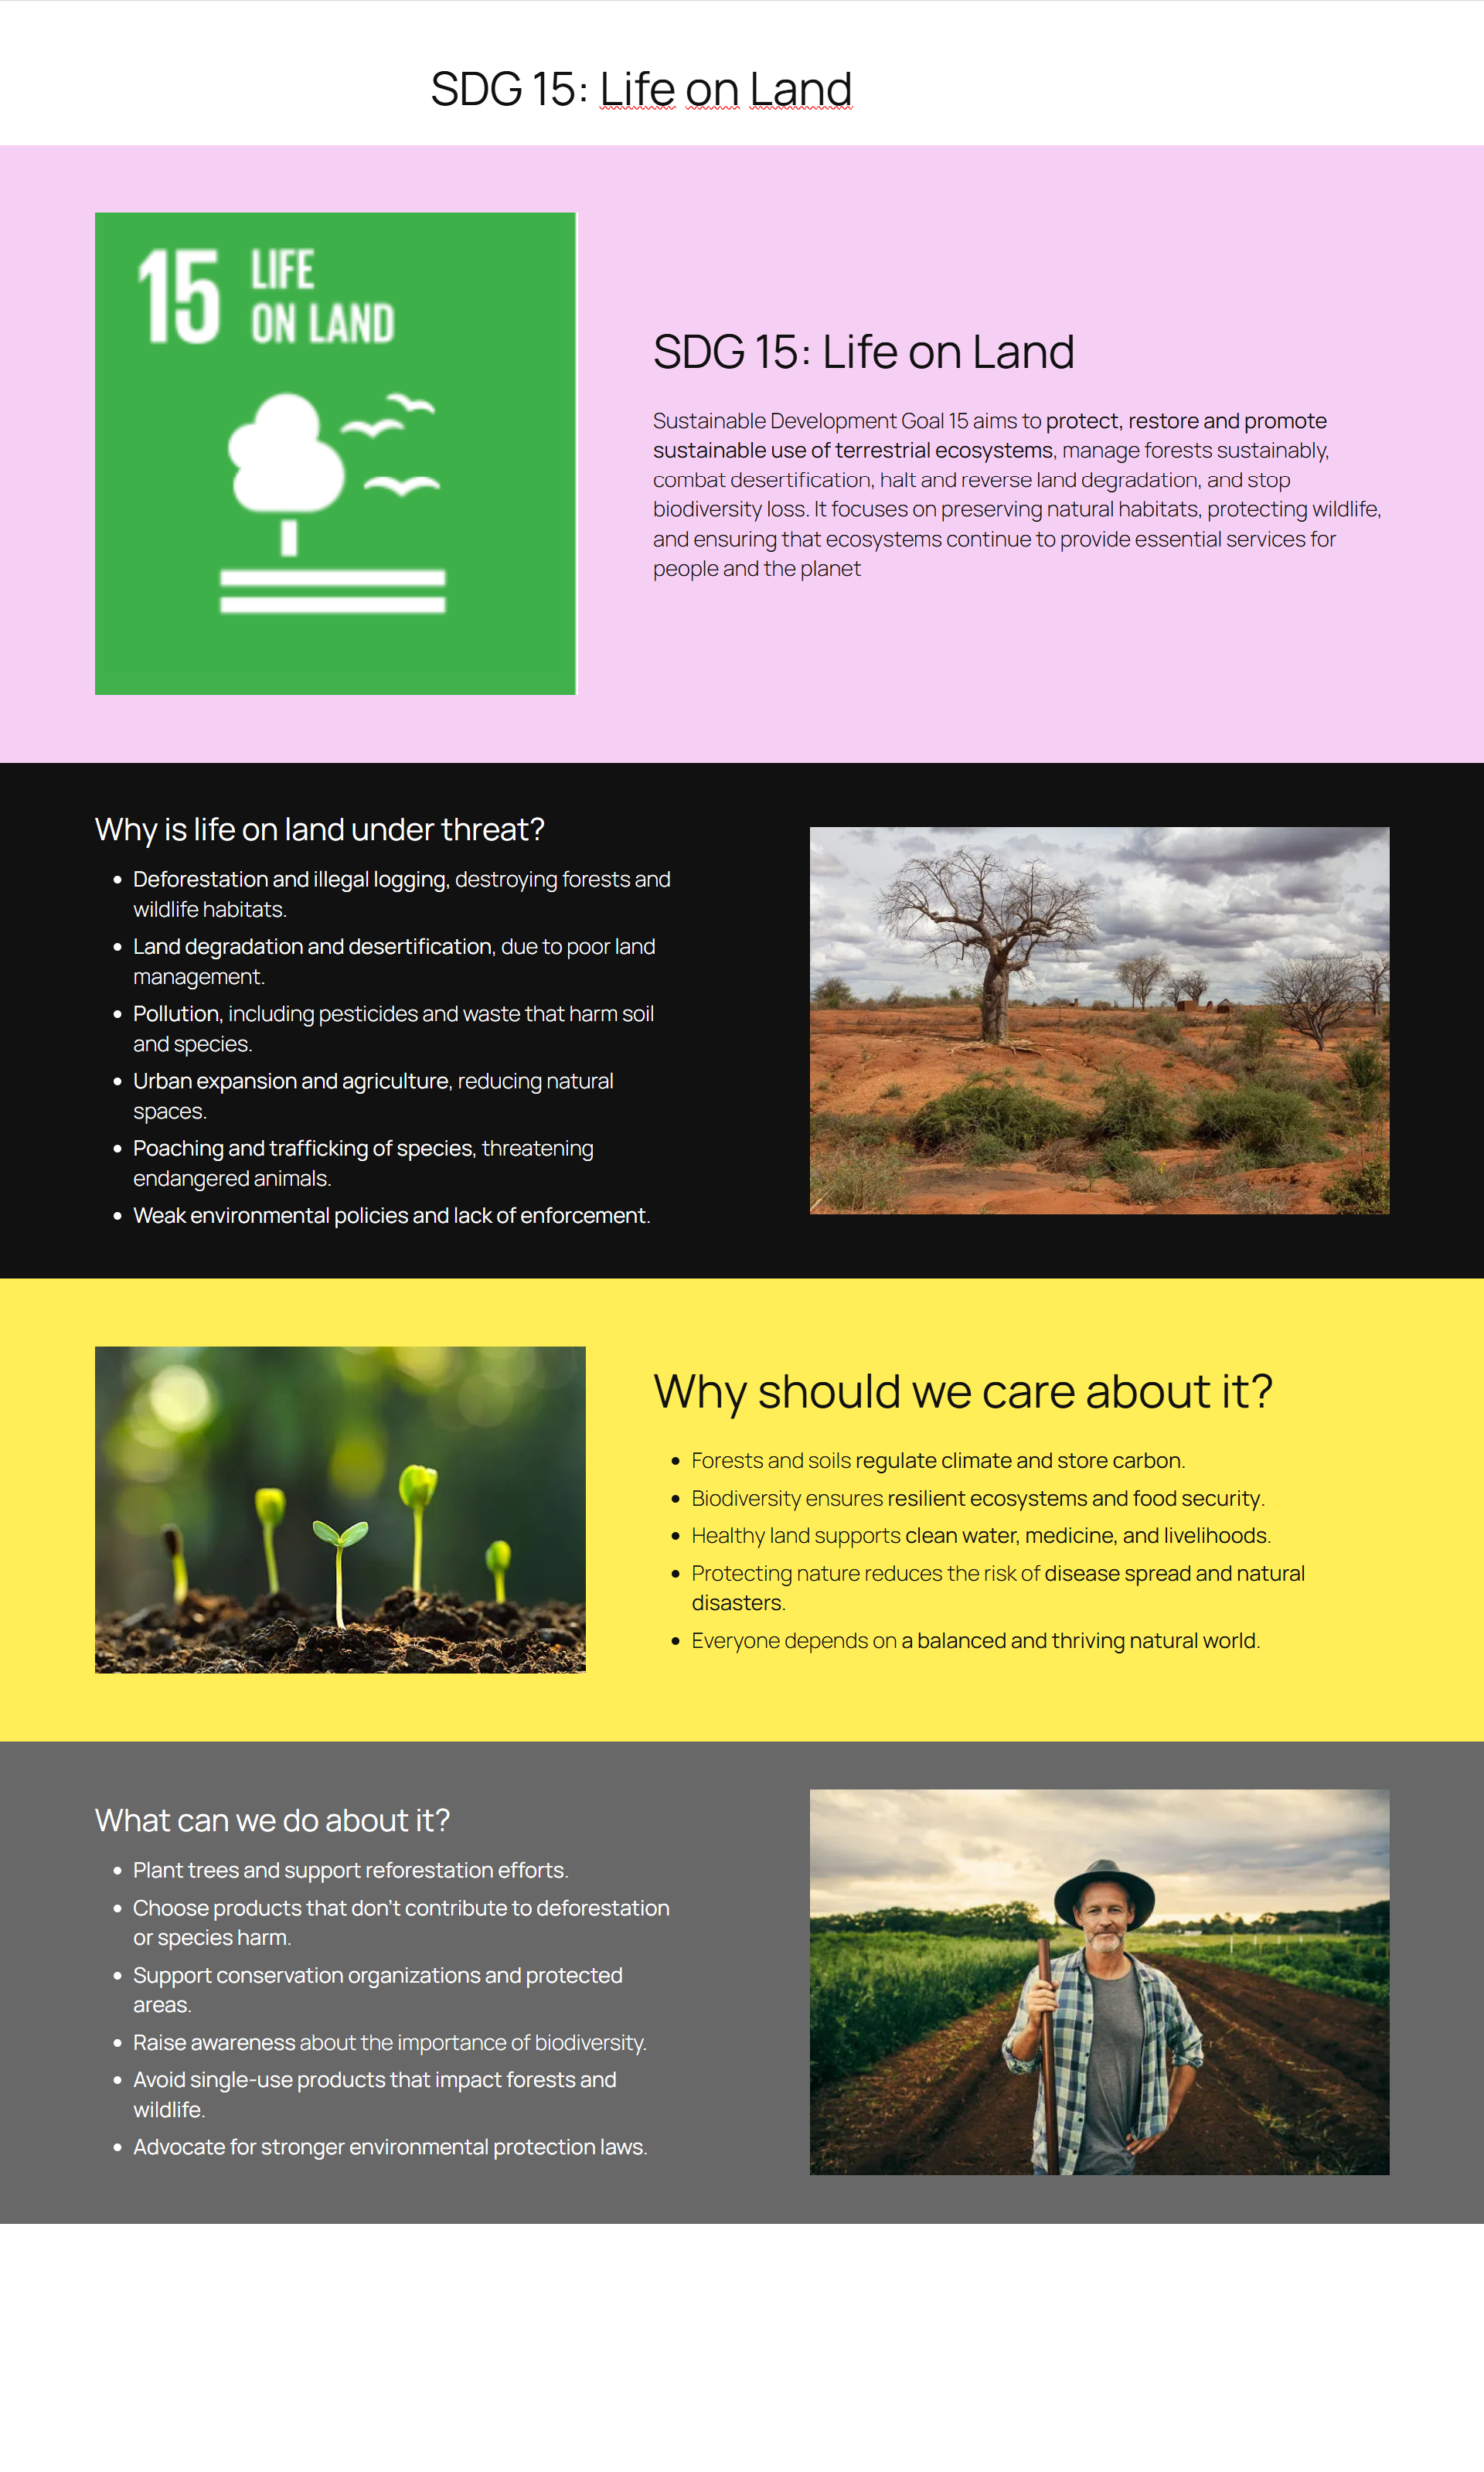 SDG 15: Life on Land
15 LIFE
ON LAND
SDG 15: Life on Land
Sustainable Development Goal 15 aims to protect, restore and promote
sustainable use of terrestrial ecosystems, manage forests sustainably,
combat desertification, halt and reverse land degradation, and stop
biodiversity loss. It focuses on preserving natural habitats, protecting wildlife,
and ensuring that ecosystems continue to provide essential services for
people and the planet
Why is life on land under threat?
• Deforestation and illegal logging, destroying forests and
wildlife habitats.
• Land degradation and desertification, due to poor land
management.
• Pollution, including pesticides and waste that harm soil
and species.
• Urban expansion and agriculture, reducing natural
spaces.
• Poaching and trafficking of species, threatening
endangered animals.
• Weak environmental policies and lack of enforcement.
Why should we care about it?
• Forests and soils regulate climate and store carbon.
• Biodiversity ensures resilient ecosystems and food security.
• Healthy land supports clean water, medicine, and livelihoods.
• Protecting nature reduces the risk of disease spread and natural
disasters.
• Everyone depends on a balanced and thriving natural world.
What can we do about it?
• Plant trees and support reforestation efforts.
• Choose products that don't contribute to deforestation
or species harm.
• Support conservation organizations and protected
areas.
• Raise awareness about the importance of biodiversity.
• Avoid single-use products that impact forests and
wildlife.
• Advocate for stronger environmental protection laws.